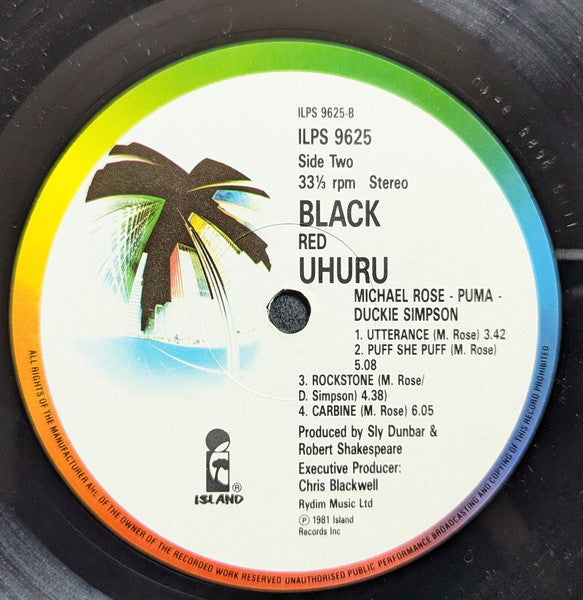 ILPS 9625-B
ILPS 9625
Side Two
33⅓ rpm Stereo
BLACK
RED
UHURU
MICHAEL ROSE - PUMA -
DUCKIE SIMPSON
1. UTTERANCE (M. Rose) 3.42
2. PUFF SHE PUFF (M. Rose)
5.08
3. ROCKSTONE (M. Rose/
D. Simpson) 4.38)
4. CARBINE (M. Rose) 6.05
Produced by Sly Dunbar &
Robert Shakespeare
Executive Producer:
Chris Blackwell
Rydim Music Ltd
℗ 1981 Island
Records Inc
ISLAND ®
ALL RIGHTS OF THE MANUFACTURER AND OF THE OWNER OF THE RECORDED WORK RESERVED UNAUTHORISED PUBLIC PERFORMANCE BROADCASTING AND COPYING OF THIS RECORD PROHIBITED